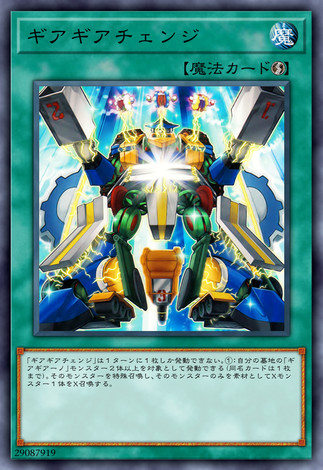 ギアギアチェンジ
魔
【魔法カード】
「ギアギアチェンジ」は1ターンに1枚しか発動できない。①：自分の墓地の「ギ
アギアーノ」モンスター2体以上を対象として発動できる（同名カードは1枚
まで）。そのモンスターを特殊召喚し、そのモンスターのみを素材としてXモン
スター1体をX召喚する。
29087919